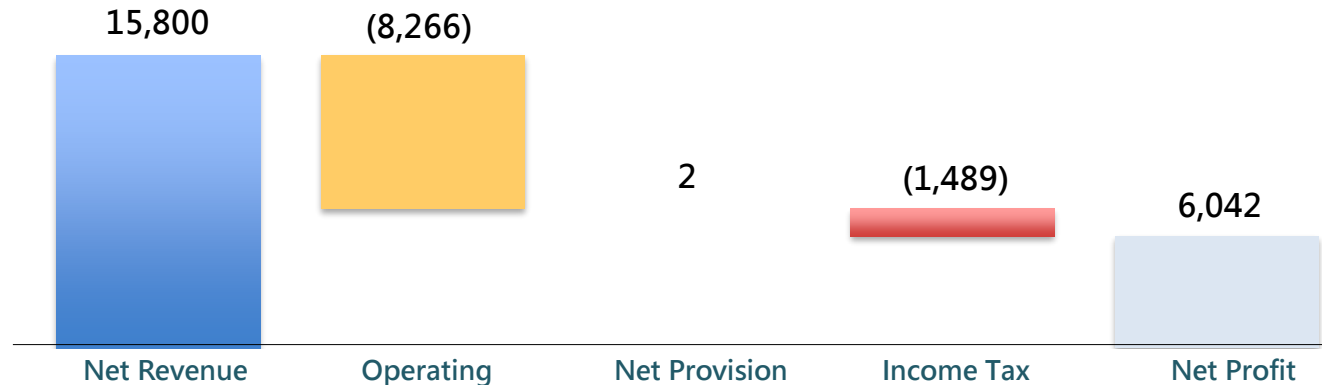 15,800
(8,266)
2
(1,489)
6,042
Net Revenue
Operating
Net Provision
Income Tax
Net Profit